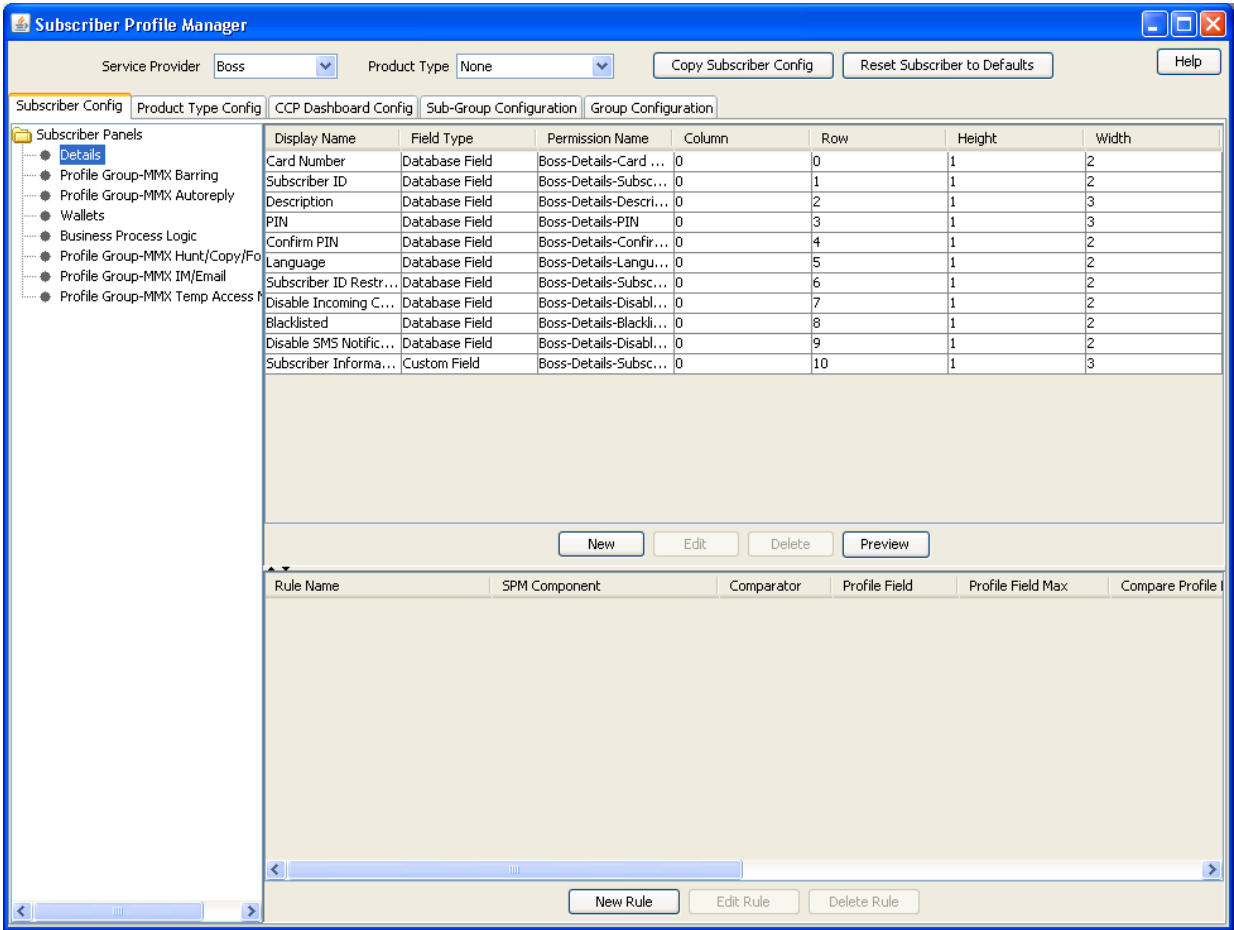 Subscriber Profile Manager
Service Provider Boss Product Type None Copy Subscriber Config Reset Subscriber to Defaults Help
Subscriber Config Product Type Config CCP Dashboard Config Sub-Group Configuration Group Configuration
Subscriber Panels
Details
Profile Group-MMX Barring
Profile Group-MMX Autoreply
Wallets
Business Process Logic
Profile Group-MMX Hunt/Copy/Fo
Profile Group-MMX IM/Email
Profile Group-MMX Temp Access
Display Name Field Type Permission Name Column Row Height Width
Card Number Database Field Boss-Details-Card ... 0 0 1 2
Subscriber ID Database Field Boss-Details-Subsc... 0 1 1 2
Description Database Field Boss-Details-Descri... 0 2 1 3
PIN Database Field Boss-Details-PIN 0 3 1 3
Confirm PIN Database Field Boss-Details-Confir... 0 4 1 2
Language Database Field Boss-Details-Langu... 0 5 1 2
Subscriber ID Restr... Database Field Boss-Details-Subsc... 0 6 1 2
Disable Incoming C... Database Field Boss-Details-Disabl... 0 7 1 2
Blacklisted Database Field Boss-Details-Blackli... 0 8 1 2
Disable SMS Notific... Database Field Boss-Details-Disabl... 0 9 1 2
Subscriber Informa... Custom Field Boss-Details-Subsc... 0 10 1 3
New Edit Delete Preview
Rule Name SPM Component Comparator Profile Field Profile Field Max Compare Profile
New Rule Edit Rule Delete Rule